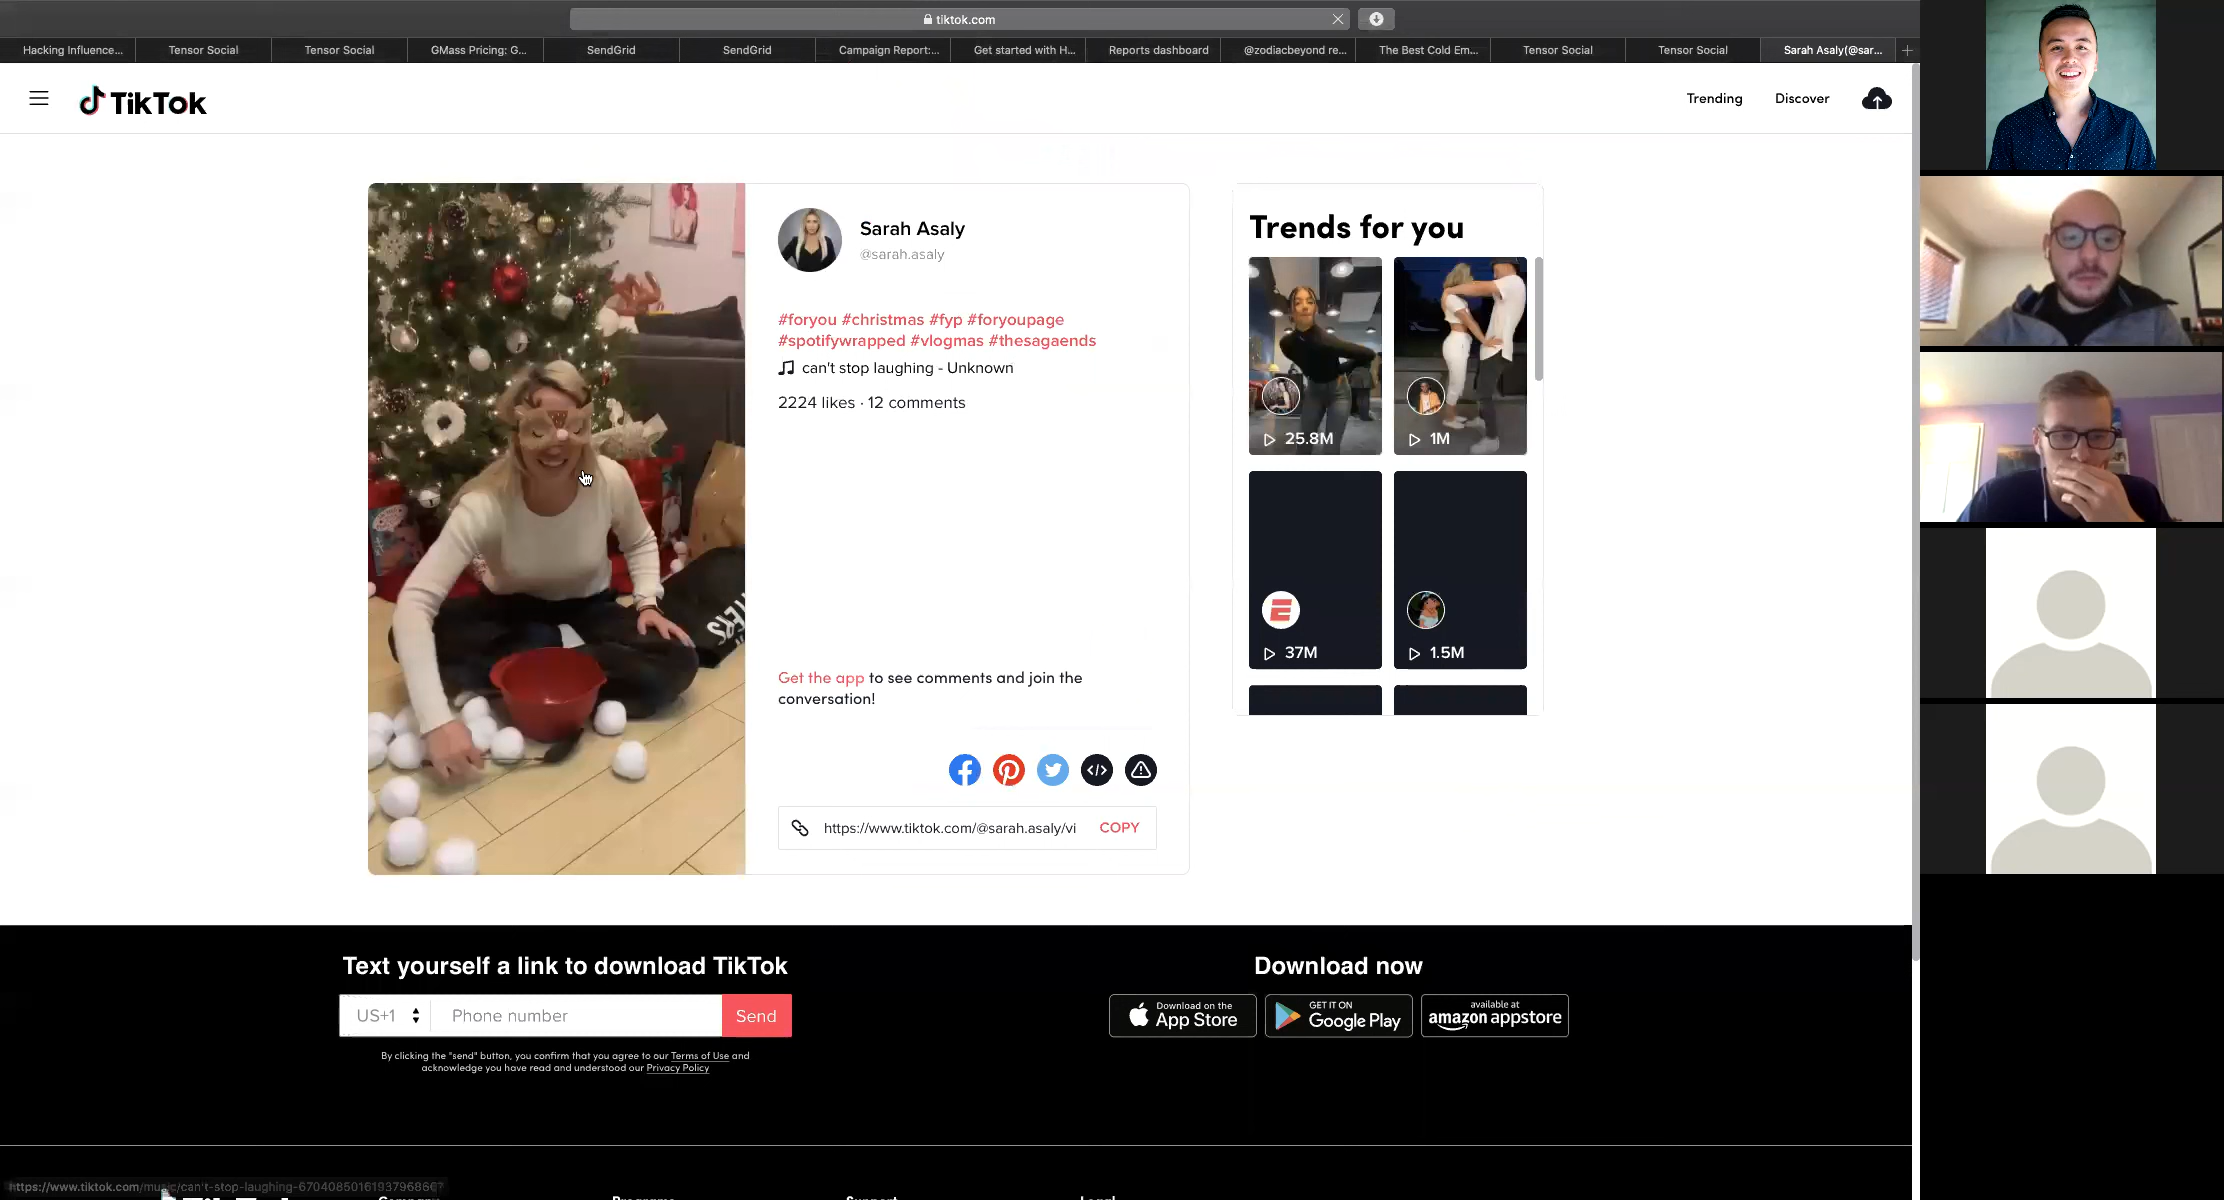 tiktok.com
Hacking Influence...
Tensor Social
Tensor Social
GMass Pricing: G...
SendGrid
SendGrid
Campaign Report:...
Get started with H...
Reports dashboard
@zodiacbeyond re...
The Best Cold Em...
Tensor Social
Tensor Social
Sarah Asaly(@sar...
TikTok
Trending
Discover
Sarah Asaly
@sarah.asaly
#foryou #christmas #fyp #foryoupage
#spotifywrapped #vlogmas #thesagaends
can't stop laughing - Unknown
2224 likes · 12 comments
Get the app to see comments and join the
conversation!
https://www.tiktok.com/@sarah.asaly/vi
COPY
Trends for you
25.8M
1M
37M
1.5M
Text yourself a link to download TikTok
US+1
Phone number
Send
By clicking the "send" button, you confirm that you agree to our Terms of Use and
acknowledge you have read and understood our Privacy Policy
Download now
Download on the
App Store
GET IT ON
Google Play
available at
amazon appstore
Company
Programs
Support
Legal